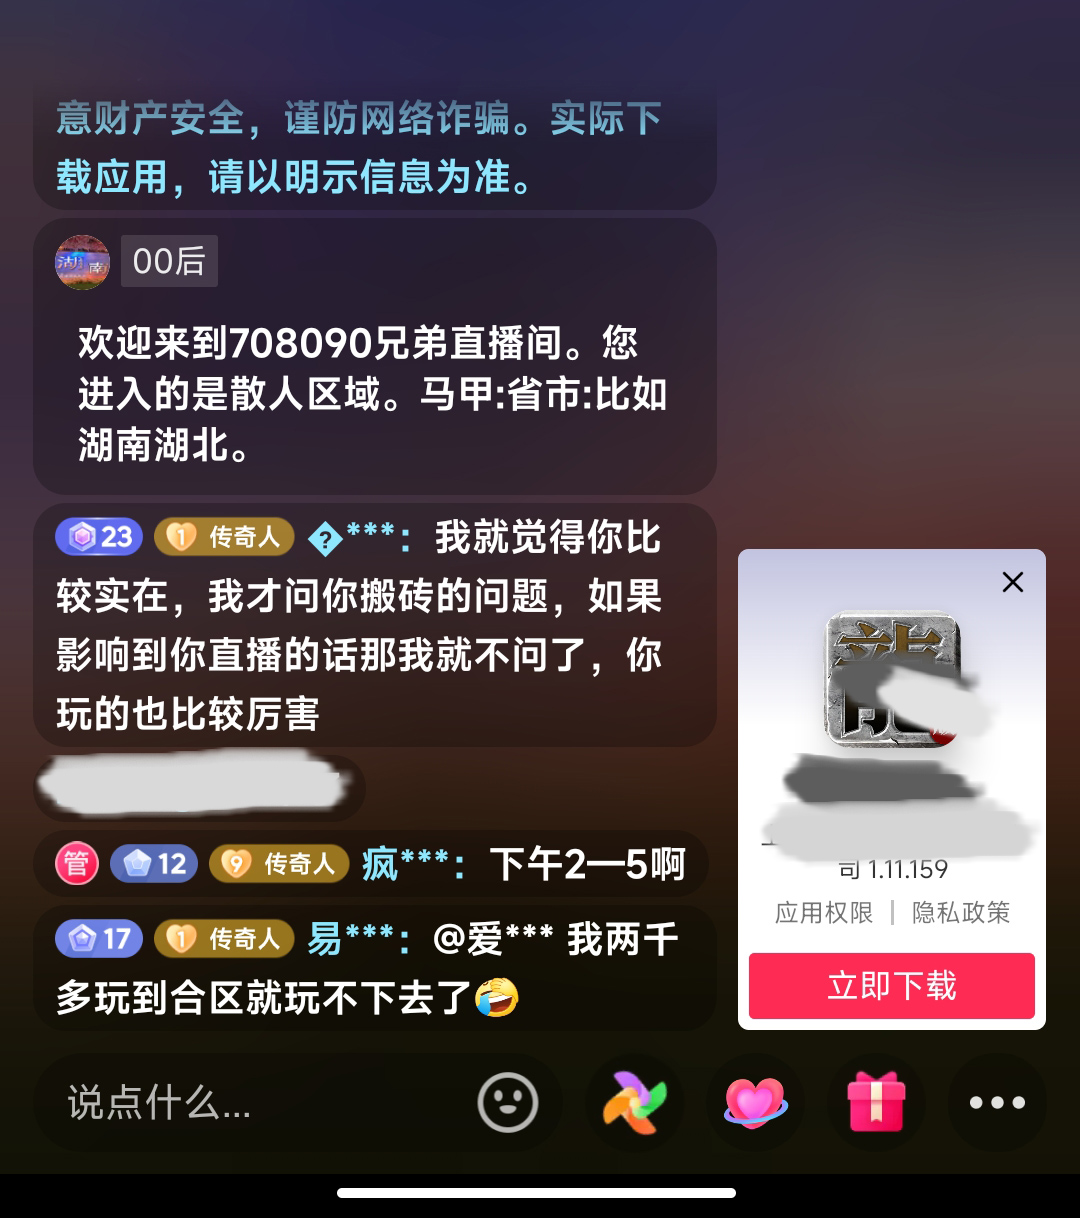 意财产安全，谨防网络诈骗。实际下
载应用，请以明示信息为准。
湖南
00后
欢迎来到708090兄弟直播间。您
进入的是散人区域。马甲:省市:比如
湖南湖北。
23 1 传奇人 �***：我就觉得你比
较实在，我才问你搬砖的问题，如果
影响到你直播的话那我就不问了，你
玩的也比较厉害
管 12 9 传奇人 疯***：下午2—5啊
17 1 传奇人 易***：@爱*** 我两千
多玩到合区就玩不下去了🤣
司 1.11.159
应用权限 | 隐私政策
立即下载
说点什么...